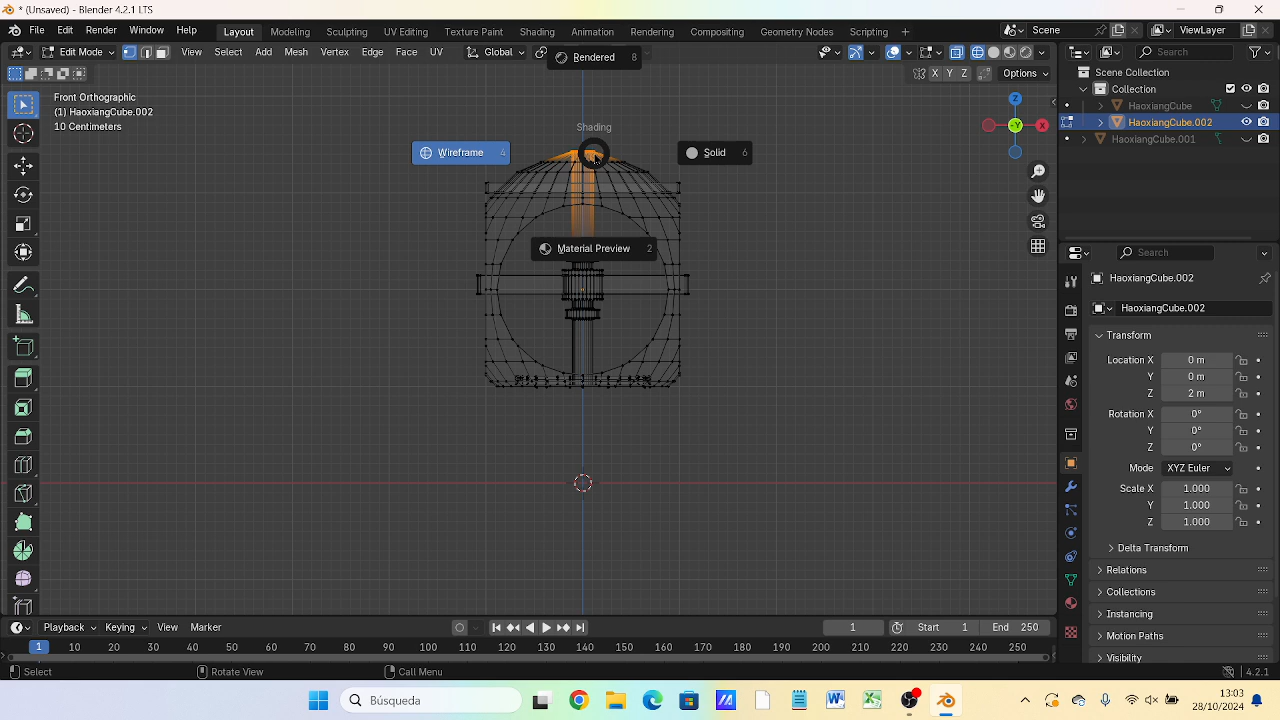 * (Unsaved) - Blender 4.2.1 LTS
File Edit Render Window Help Layout Modeling Sculpting UV Editing Texture Paint Shading Animation Rendering Compositing Geometry Nodes Scripting + Scene ViewLayer
Edit Mode View Select Add Mesh Vertex Edge Face UV Global Search
X Y Z Options
Rendered 8
Front Orthographic
(1) HaoxiangCube.002
10 Centimeters
Shading
Wireframe 4
Solid 6
Material Preview 2
Z
-Y
X
Scene Collection
Collection
HaoxiangCube
HaoxiangCube.002
HaoxiangCube.001
Search
HaoxiangCube.002
HaoxiangCube.002
Transform
Location X 0 m
Y 0 m
Z 2 m
Rotation X 0°
Y 0°
Z 0°
Mode XYZ Euler
Scale X 1.000
Y 1.000
Z 1.000
Delta Transform
Relations
Collections
Instancing
Motion Paths
Visibility
Playback Keying View Marker 1 Start 1 End 250
1 10 20 30 40 50 60 70 80 90 100 110 120 130 140 150 160 170 180 190 200 210 220 230 240 250
Select Rotate View Call Menu 4.2.1
Búsqueda
13:03
28/10/2024